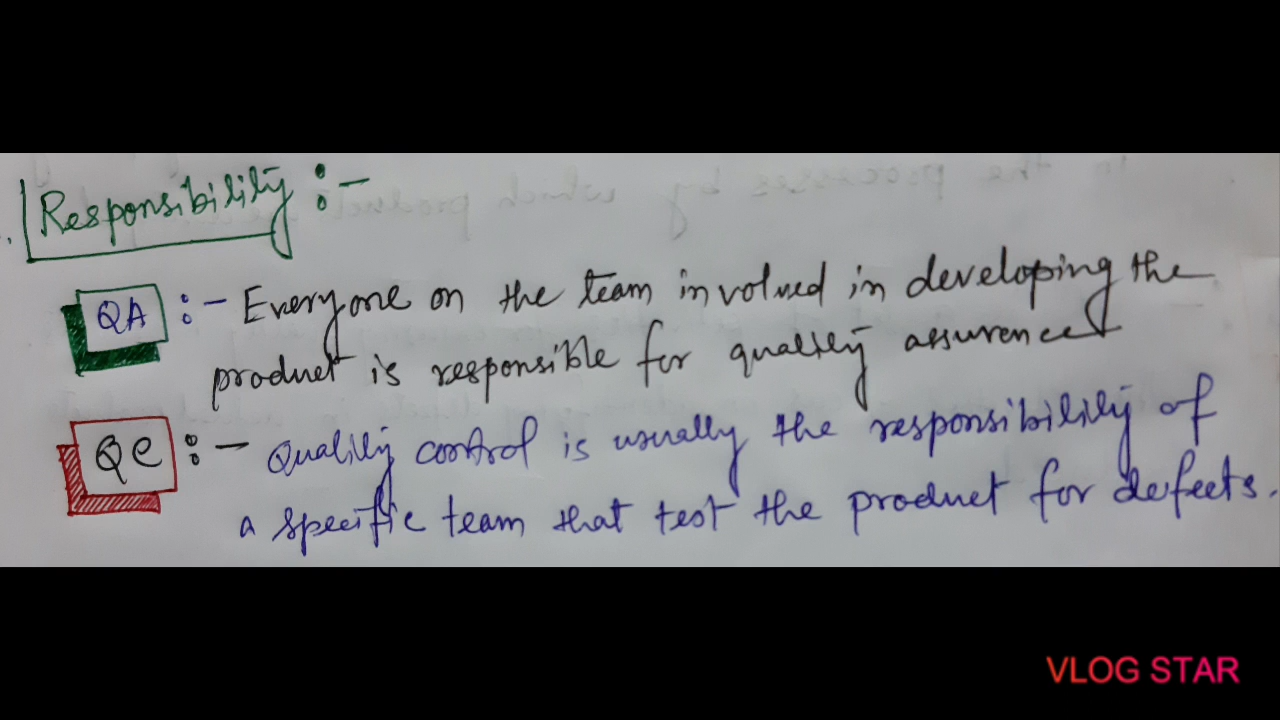 Responsibility :-
QA :- Everyone on the team involved in developing the
product is responsible for quality assurence
QC :- Quality control is usually the responsibility of
a specific team that test the product for defects.
VLOG STAR